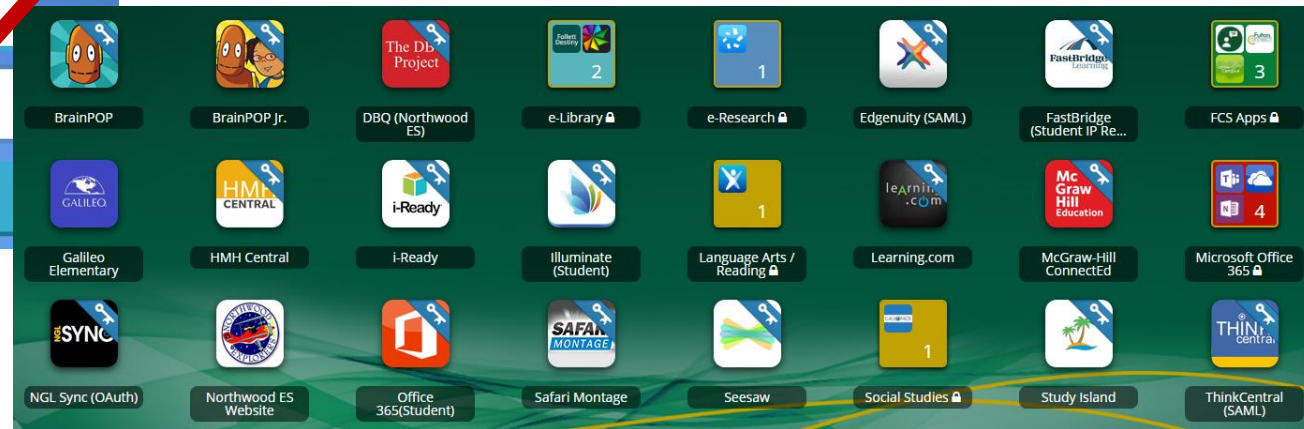 The DB
Project
Follett
Destiny
2
1
FastBridge
Learning
3
BrainPOP
BrainPOP Jr.
DBQ (Northwood
ES)
e-Library
e-Research
Edgenuity (SAML)
FastBridge
(Student IP Re...
FCS Apps
GALILEO
HMH
CENTRAL
i-Ready
1
learning
.com
Mc
Graw
Hill
Education
4
Galileo
Elementary
HMH Central
i-Ready
Illuminate
(Student)
Language Arts /
Reading
Learning.com
McGraw-Hill
ConnectEd
Microsoft Office
365
NGL
SYNC
NORTHWOOD
EXPLORERS
SAFARI
MONTAGE
1
THINK
central
NGL Sync (OAuth)
Northwood ES
Website
Office
365(Student)
Safari Montage
Seesaw
Social Studies
Study Island
ThinkCentral
(SAML)